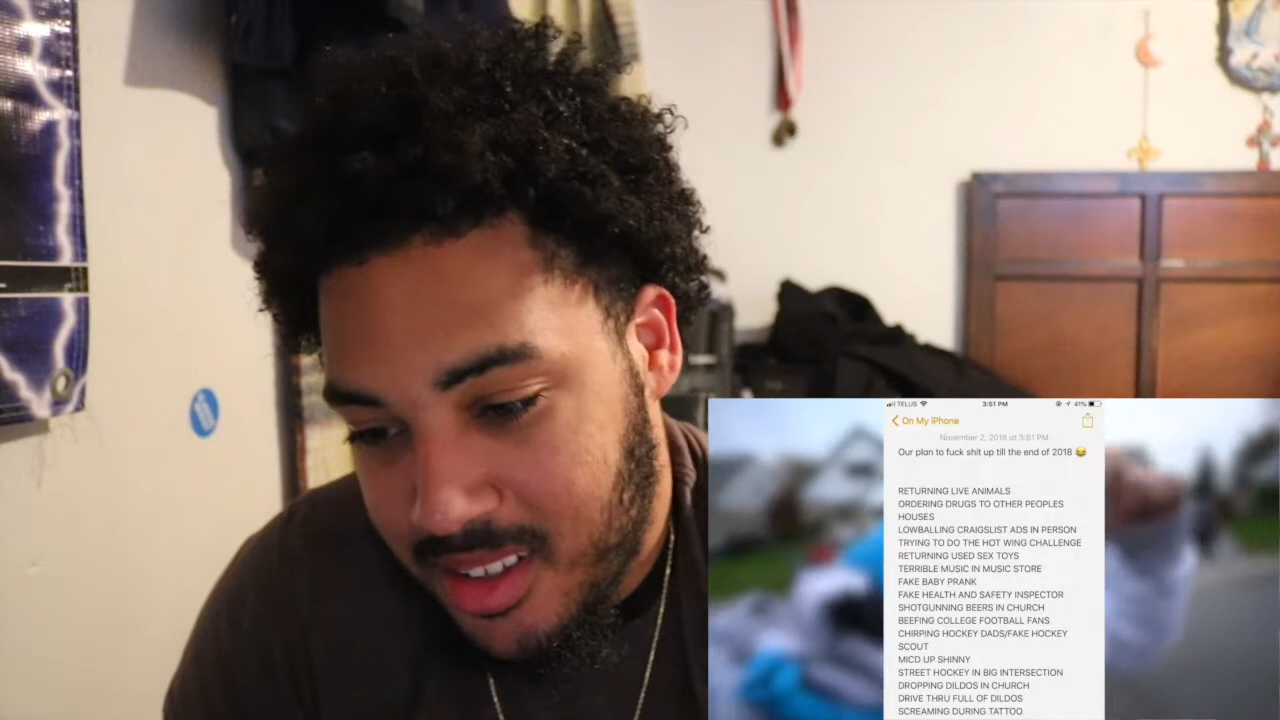 TELUS 3:51 PM 41%
On My iPhone
November 2, 2018 at 3:51 PM
Our plan to fuck shit up till the end of 2018 😂
RETURNING LIVE ANIMALS
ORDERING DRUGS TO OTHER PEOPLES
HOUSES
LOWBALLING CRAIGSLIST ADS IN PERSON
TRYING TO DO THE HOT WING CHALLENGE
RETURNING USED SEX TOYS
TERRIBLE MUSIC IN MUSIC STORE
FAKE BABY PRANK
FAKE HEALTH AND SAFETY INSPECTOR
SHOTGUNNING BEERS IN CHURCH
BEEFING COLLEGE FOOTBALL FANS
CHIRPING HOCKEY DADS/FAKE HOCKEY
SCOUT
MICD UP SHINNY
STREET HOCKEY IN BIG INTERSECTION
DROPPING DILDOS IN CHURCH
DRIVE THRU FULL OF DILDOS
SCREAMING DURING TATTOO